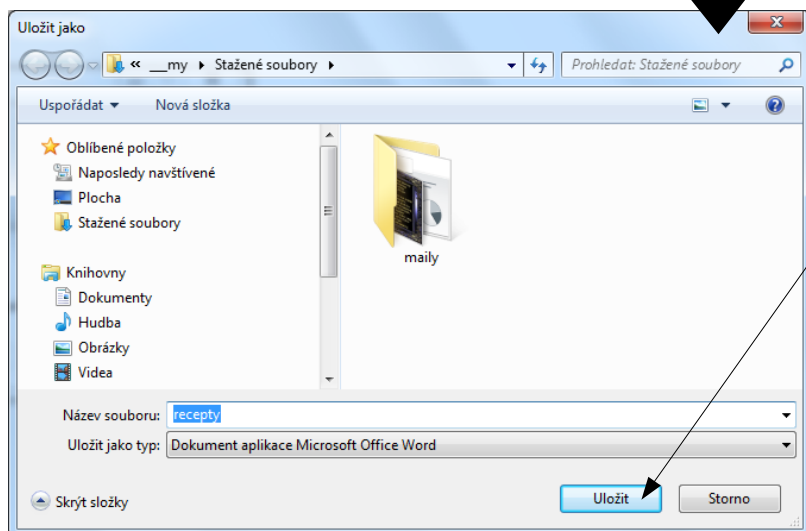 Uložit jako
« __my Stažené soubory
Prohledat: Stažené soubory
Uspořádat Nová složka
Oblíbené položky
Naposledy navštívené
Plocha
Stažené soubory
Knihovny
Dokumenty
Hudba
Obrázky
Videa
maily
Název souboru: recepty
Uložit jako typ: Dokument aplikace Microsoft Office Word
Skrýt složky
Uložit Storno